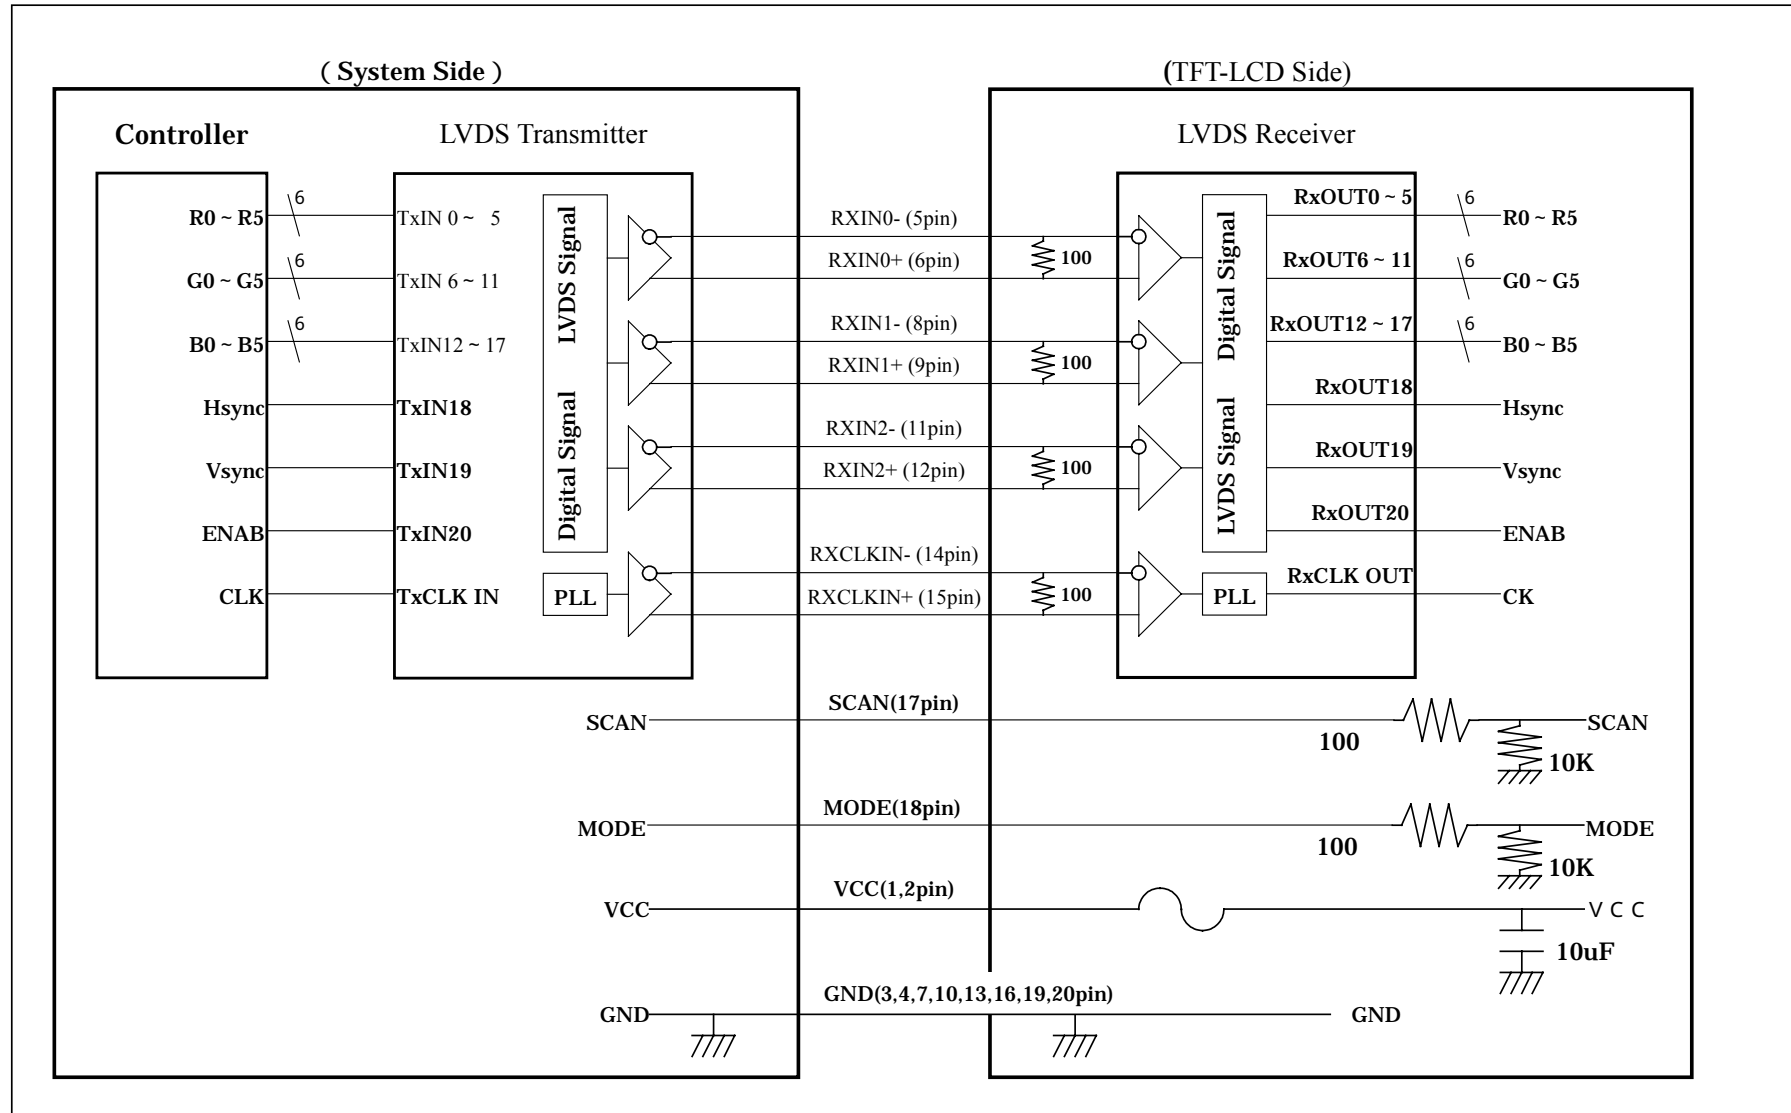 ( System Side )
(TFT-LCD Side)
Controller
LVDS Transmitter
LVDS Receiver
R0 ~ R5
6
TxIN 0 ~ 5
G0 ~ G5
6
TxIN 6 ~ 11
B0 ~ B5
6
TxIN12 ~ 17
Hsync
TxIN18
Vsync
TxIN19
ENAB
TxIN20
CLK
TxCLK IN
LVDS Signal
Digital Signal
PLL
RXIN0- (5pin)
RXIN0+ (6pin)
100
RXIN1- (8pin)
RXIN1+ (9pin)
100
RXIN2- (11pin)
RXIN2+ (12pin)
100
RXCLKIN- (14pin)
RXCLKIN+ (15pin)
100
Digital Signal
LVDS Signal
PLL
RxOUT0 ~ 5
6
R0 ~ R5
RxOUT6 ~ 11
6
G0 ~ G5
RxOUT12 ~ 17
6
B0 ~ B5
RxOUT18
Hsync
RxOUT19
Vsync
RxOUT20
ENAB
RxCLK OUT
CK
SCAN
SCAN(17pin)
100
SCAN
10K
MODE
MODE(18pin)
100
MODE
10K
VCC
VCC(1,2pin)
V C C
10uF
GND
GND(3,4,7,10,13,16,19,20pin)
GND